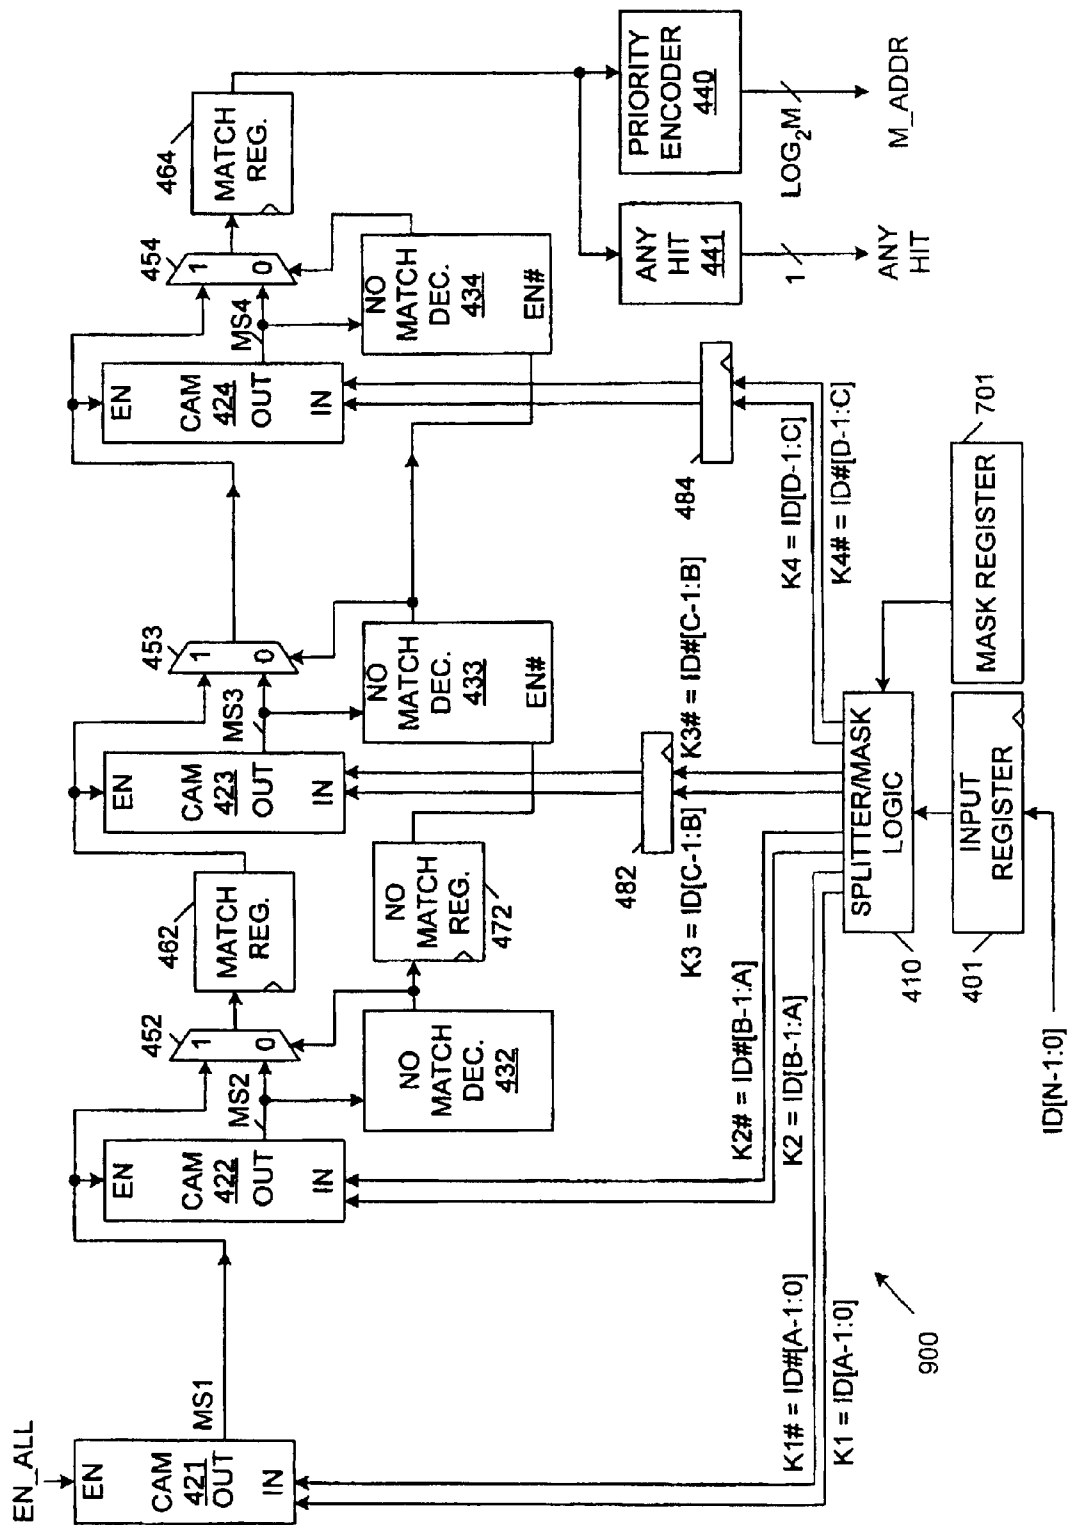 EN_ALL
EN
CAM
421
OUT
IN
MS1
EN
CAM
422
OUT
IN
MS2
452
1
0
462
MATCH
REG.
NO
MATCH
DEC.
432
NO
MATCH
REG.
472
EN
CAM
423
OUT
IN
MS3
453
1
0
NO
MATCH
DEC.
433
EN#
EN
CAM
424
OUT
IN
MS4
454
1
0
464
MATCH
REG.
NO
MATCH
DEC.
434
EN#
ANY
HIT
441
1
ANY
HIT
PRIORITY
ENCODER
440
LOG2M
M_ADDR
482
484
K1# = ID#[A-1:0]
K1 = ID[A-1:0]
K2# = ID#[B-1:A]
K2 = ID[B-1:A]
K3 = ID[C-1:B]
K3# = ID#[C-1:B]
K4 = ID[D-1:C]
K4# = ID#[D-1:C]
SPLITTER/MASK
LOGIC
410
INPUT
REGISTER
401
MASK REGISTER
701
ID[N-1:0]
900